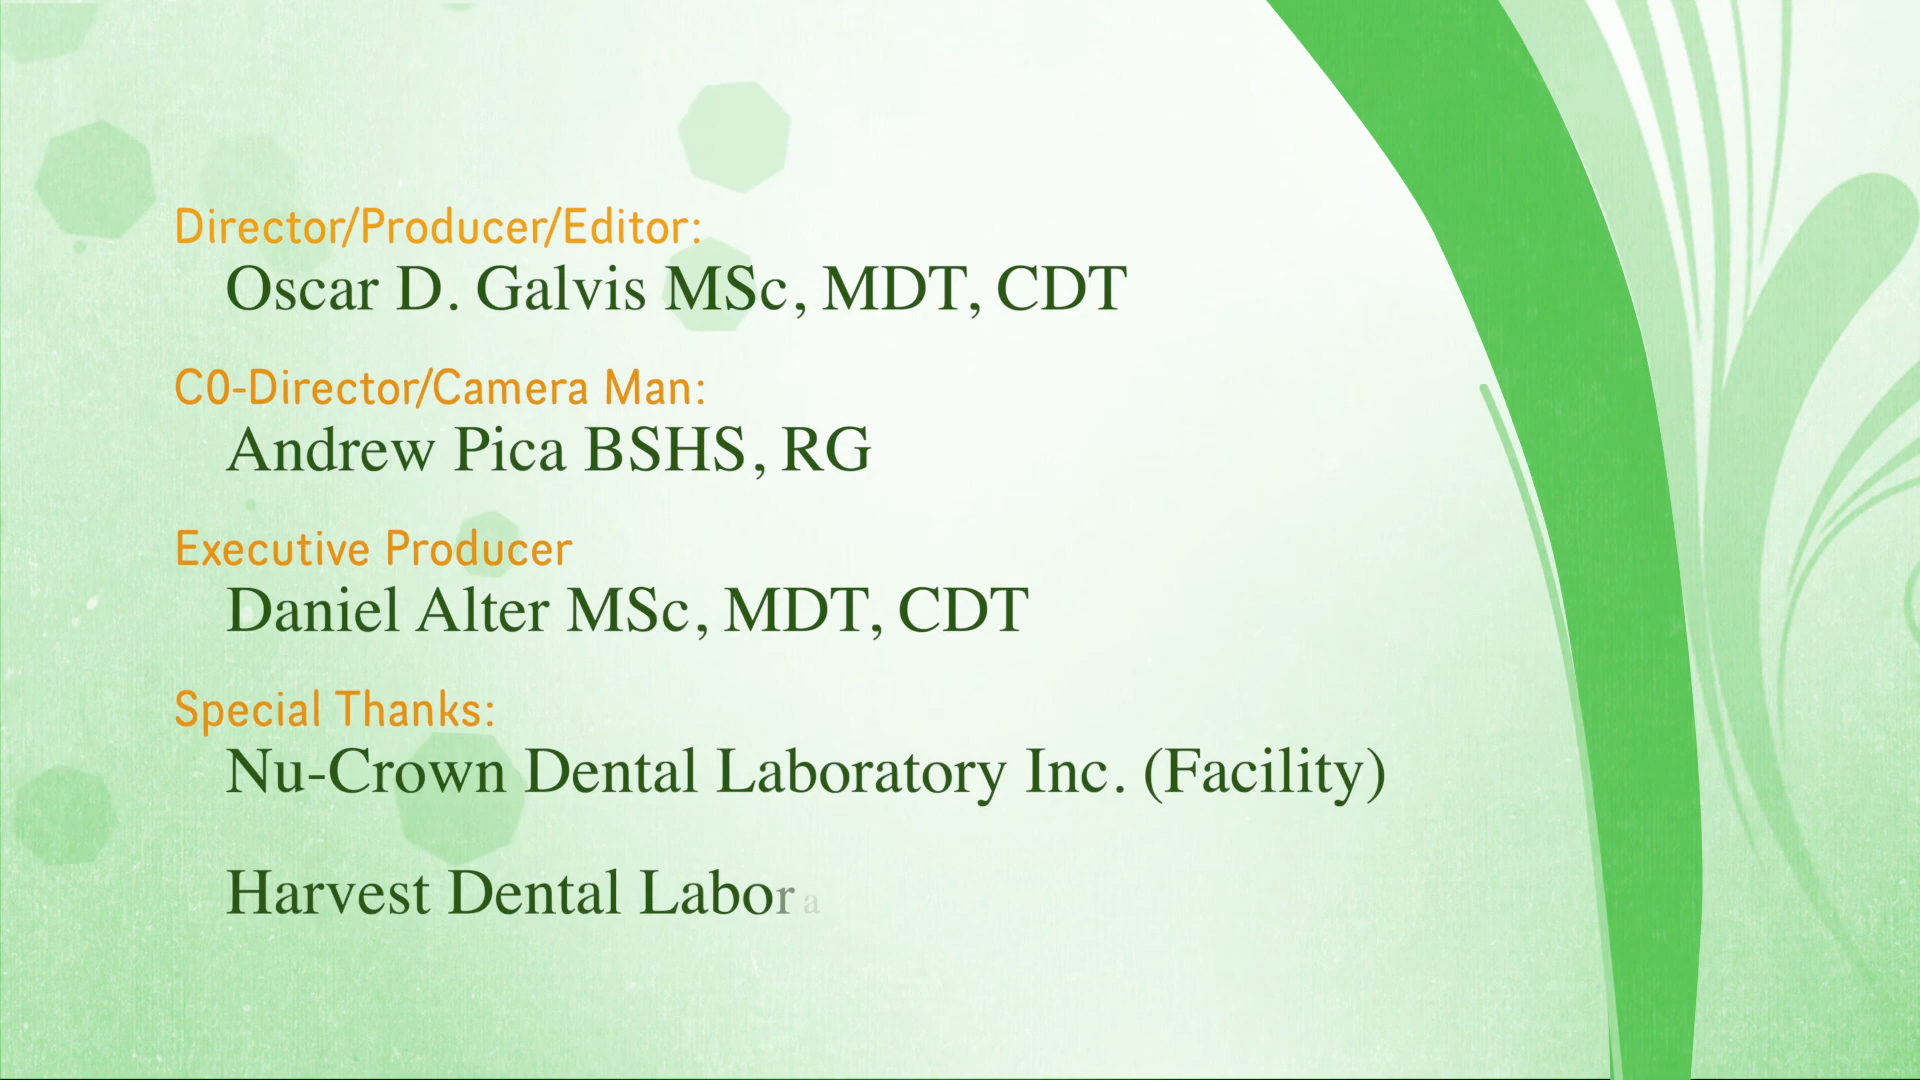 Director/Producer/Editor:
Oscar D. Galvis MSc, MDT, CDT
C0-Director/Camera Man:
Andrew Pica BSHS, RG
Executive Producer
Daniel Alter MSc, MDT, CDT
Special Thanks:
Nu-Crown Dental Laboratory Inc. (Facility)
Harvest Dental Labora